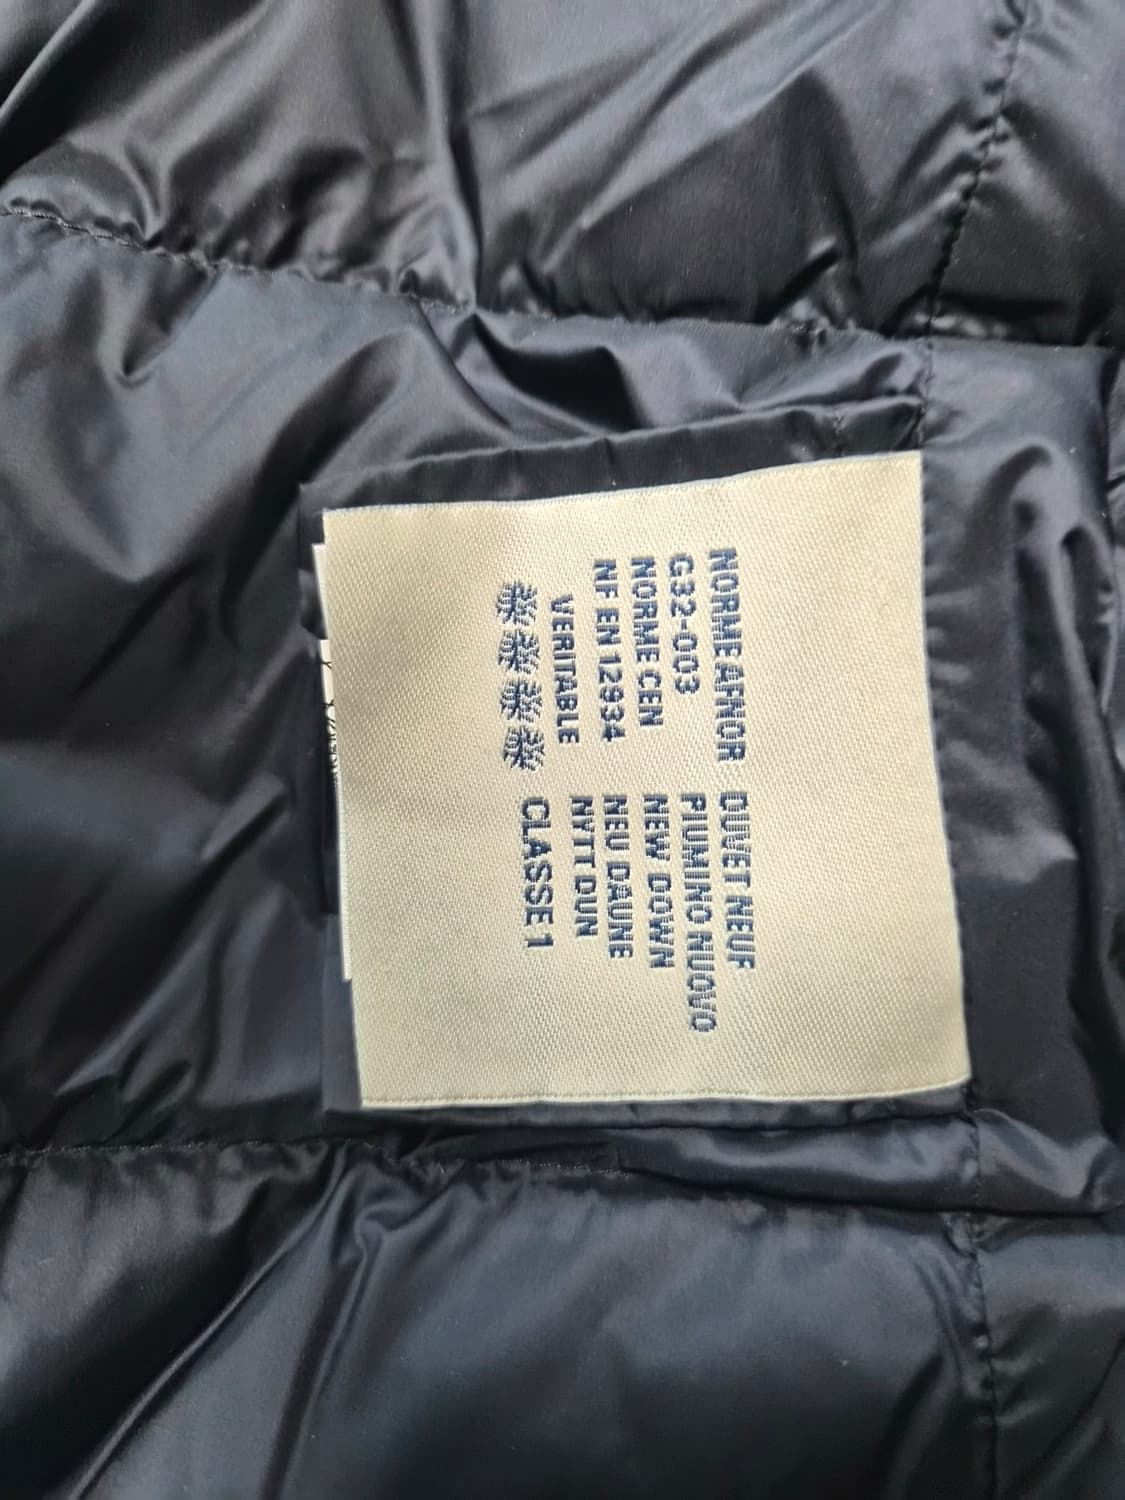 NORME AFNOR
G32-003
NORME CEN
NF EN 12934
VERITABLE
DUVET NEUF
PIUMINO NUOVO
NEW DOWN
NEU DAUNE
NYTT DUN
CLASSE 1